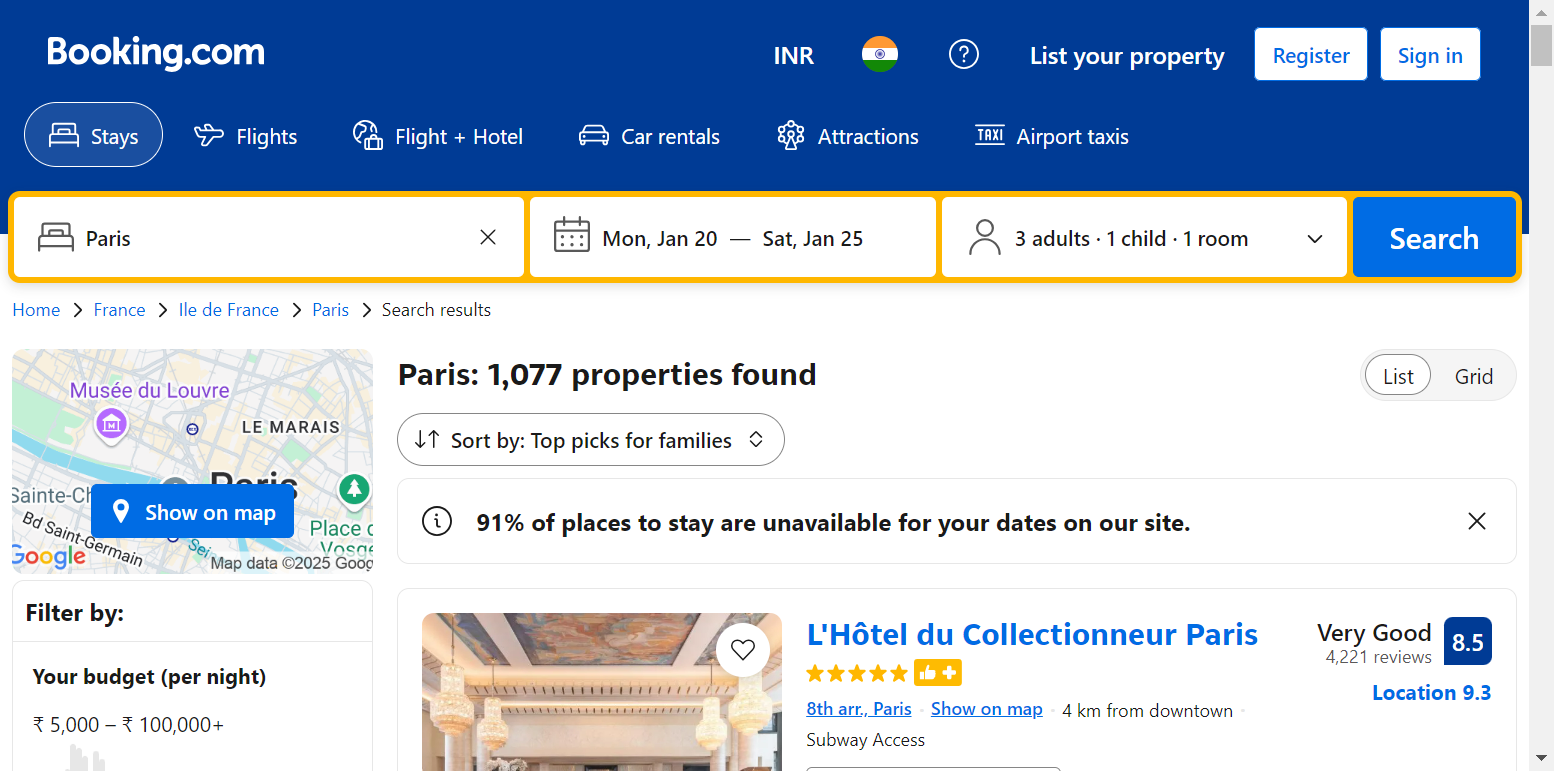 Booking.com
INR
List your property
Register
Sign in
Stays
Flights
Flight + Hotel
Car rentals
Attractions
TAXI
Airport taxis
Paris
Mon, Jan 20 — Sat, Jan 25
3 adults · 1 child · 1 room
Search
Home > France > Ile de France > Paris > Search results
Musée du Louvre
LE MARAIS
Paris
Sainte-Ch
Show on map
Bd Saint-Germain
Sei
Place d
Vosge
Google
Map data ©2025 Goog
Filter by:
Your budget (per night)
₹ 5,000 – ₹ 100,000+
Paris: 1,077 properties found
List
Grid
Sort by: Top picks for families
91% of places to stay are unavailable for your dates on our site.
L'Hôtel du Collectionneur Paris
8th arr., Paris · Show on map · 4 km from downtown ·
Subway Access
Very Good
4,221 reviews
8.5
Location 9.3